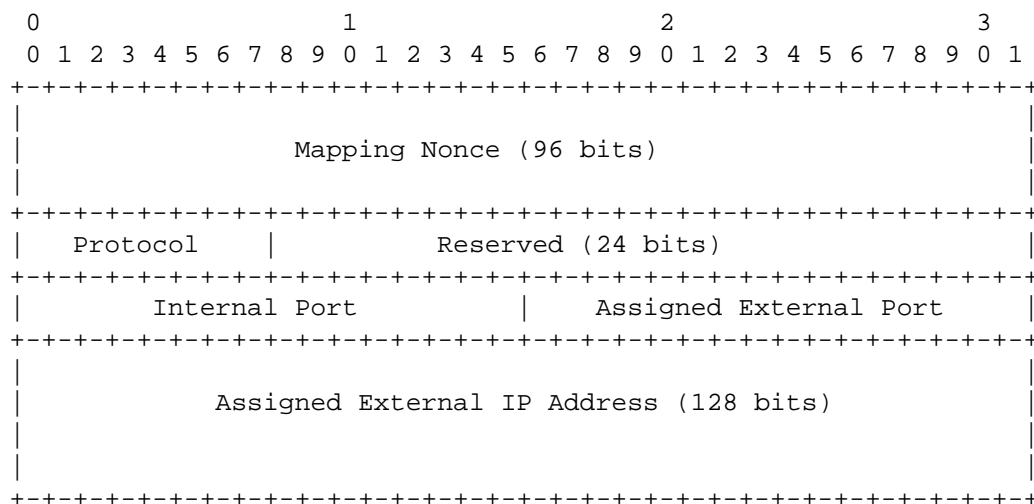 0                   1                   2                   3
0 1 2 3 4 5 6 7 8 9 0 1 2 3 4 5 6 7 8 9 0 1 2 3 4 5 6 7 8 9 0 1
Mapping Nonce (96 bits)
Protocol | Reserved (24 bits)
Internal Port | Assigned External Port
Assigned External IP Address (128 bits)